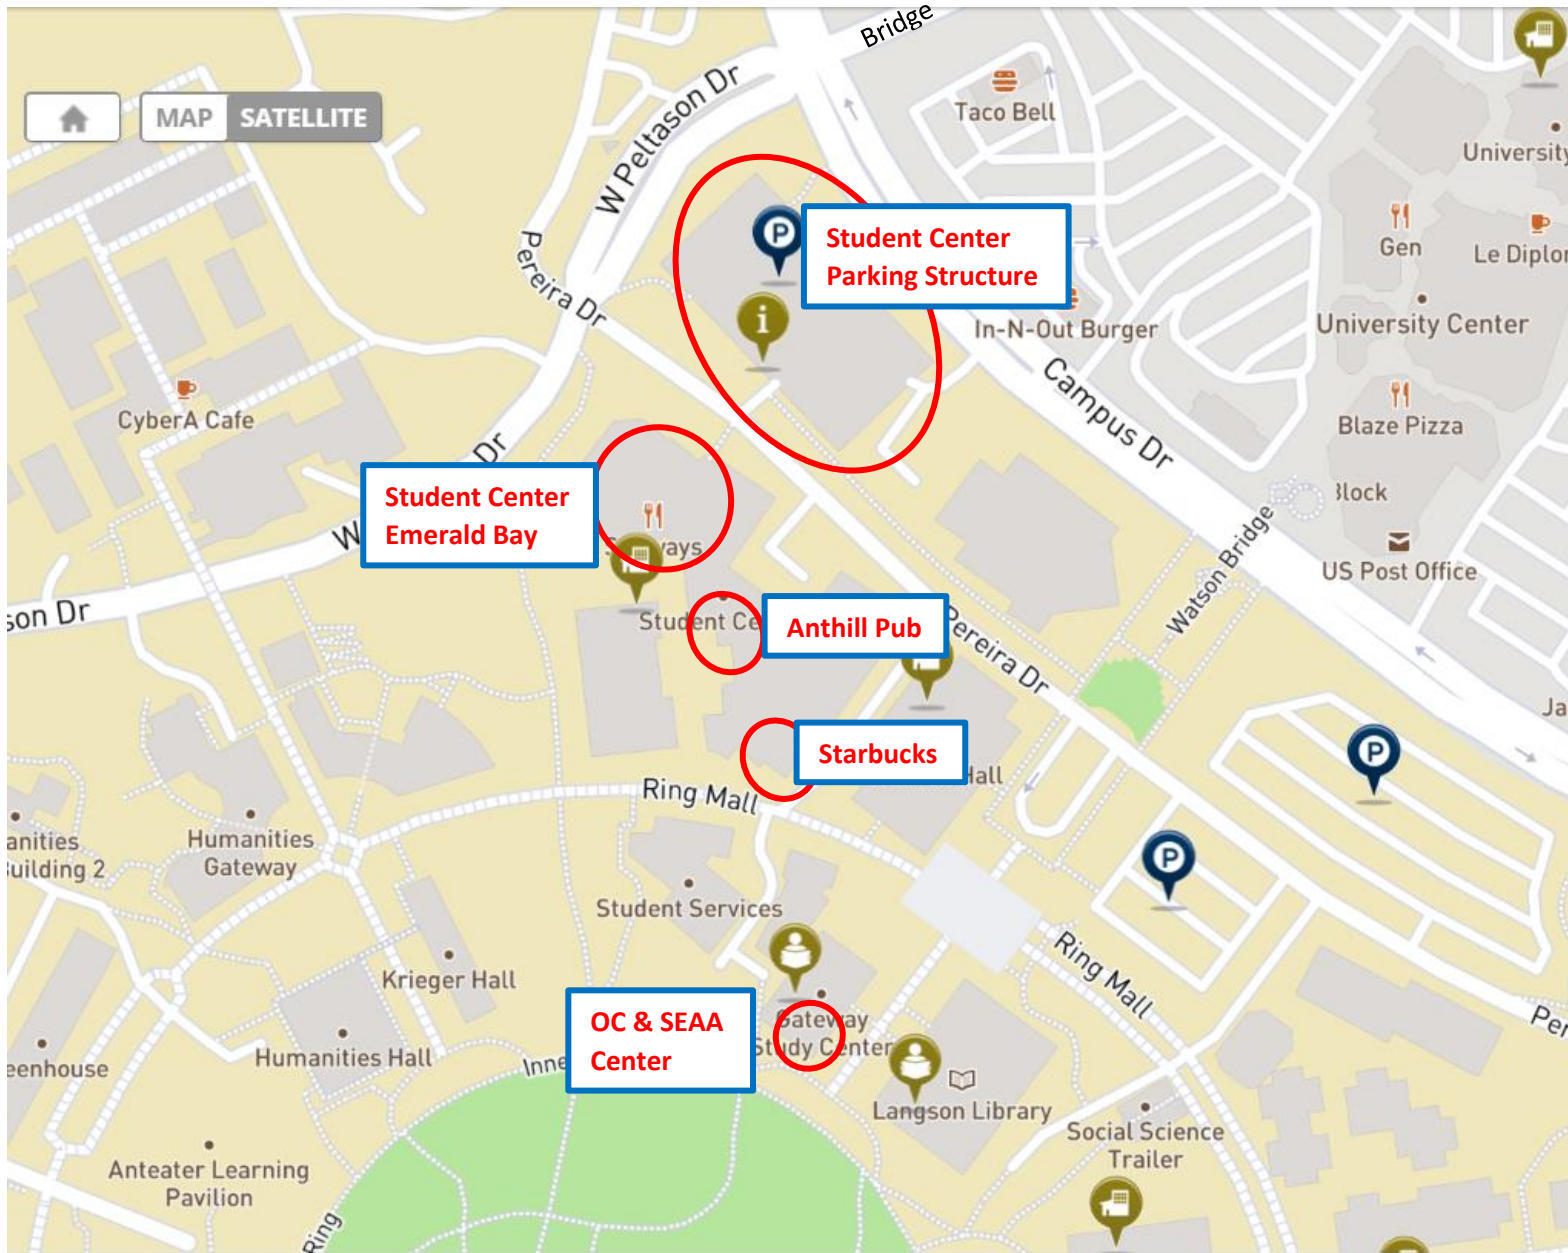 Bridge
MAP
SATELLITE
W Peltason Dr
Taco Bell
University
Pereira Dr
Student Center
Parking Structure
Gen
Le Diplon
In-N-Out Burger
University Center
Campus Dr
CyberA Cafe
Blaze Pizza
Dr
Student Center
Emerald Bay
W
ways
Block
US Post Office
Watson Bridge
son Dr
Student Ce
Anthill Pub
Pereira Dr
Ja
Starbucks
Hall
Ring Mall
Humanities
Gateway
anities
uilding 2
Student Services
Krieger Hall
Ring Mall
OC & SEAA
Center
Gateway
Study Center
Per
Humanities Hall
eenhouse
Inne
Langson Library
Social Science
Trailer
Anteater Learning
Pavilion
Ring